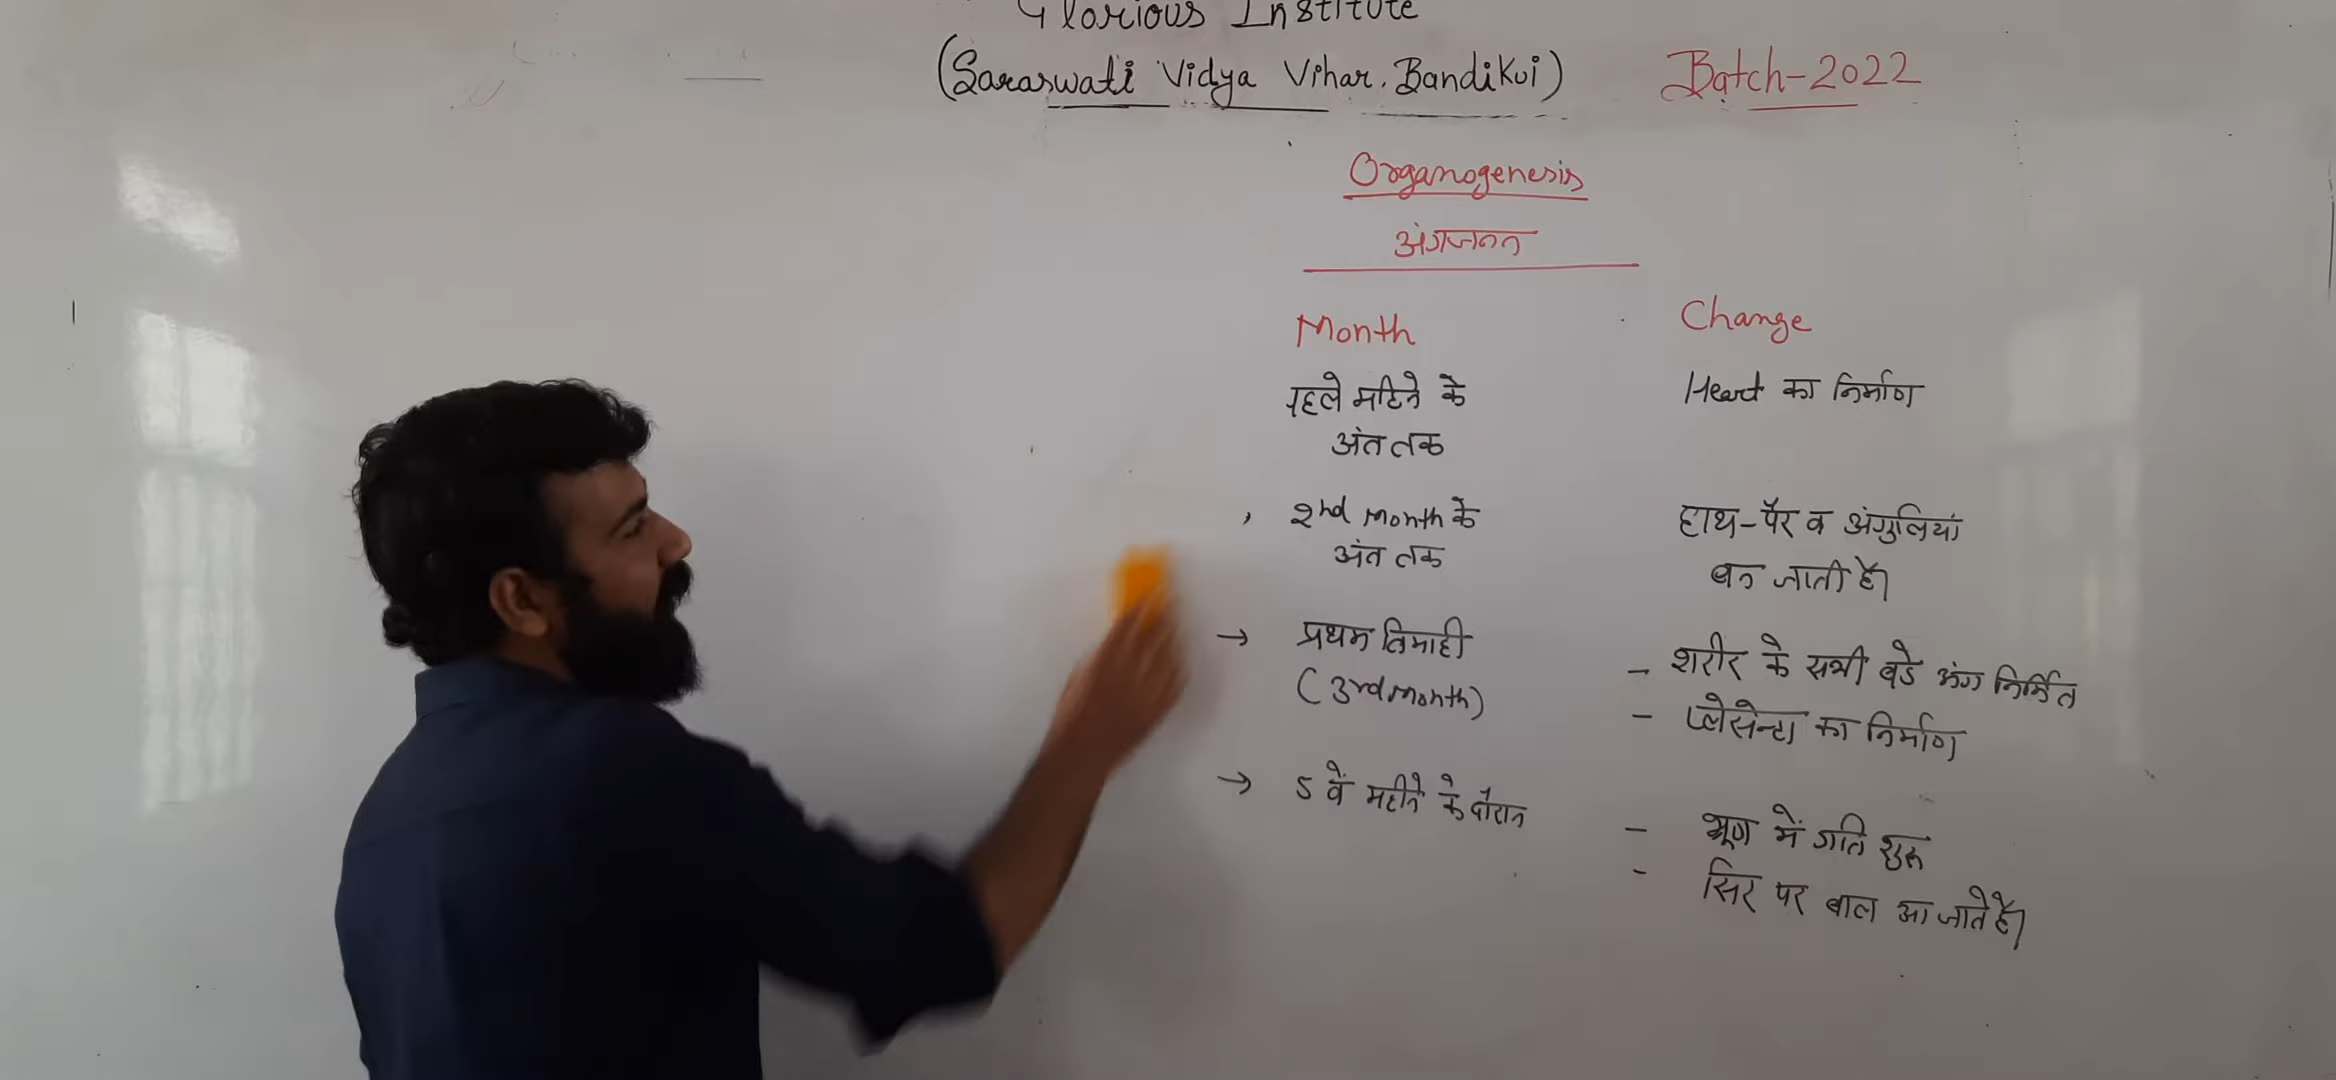 Glorious Institute
(Saraswati Vidya Vihar, Bandikui)
Batch-2022
Organogenesis
अंगजनन
Month
Change
पहले महिने के
अंत तक
Heart का निर्माण
2nd Month के
अंत तक
हाथ-पैर व अंगुलियां
बन जाती है।
→ प्रथम तिमाही
(3rd month)
- शरीर के सभी बडे अंग निर्मित
- प्लेसेन्टा का निर्माण
→ 5 वें महीने के दौरान
- भ्रूण में गति शुरू
- सिर पर बाल आ जाते है।